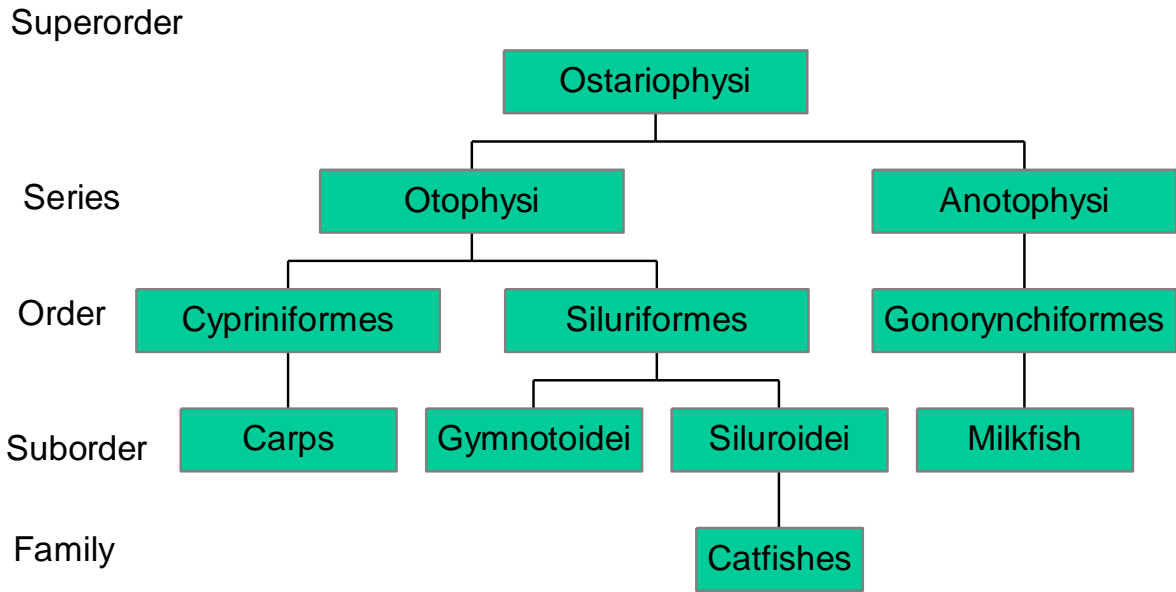 Superorder
Ostariophysi
Series
Otophysi
Anotophysi
Order
Cypriniformes
Siluriformes
Gonorynchiformes
Suborder
Carps
Gymnotoidei
Siluroidei
Milkfish
Family
Catfishes